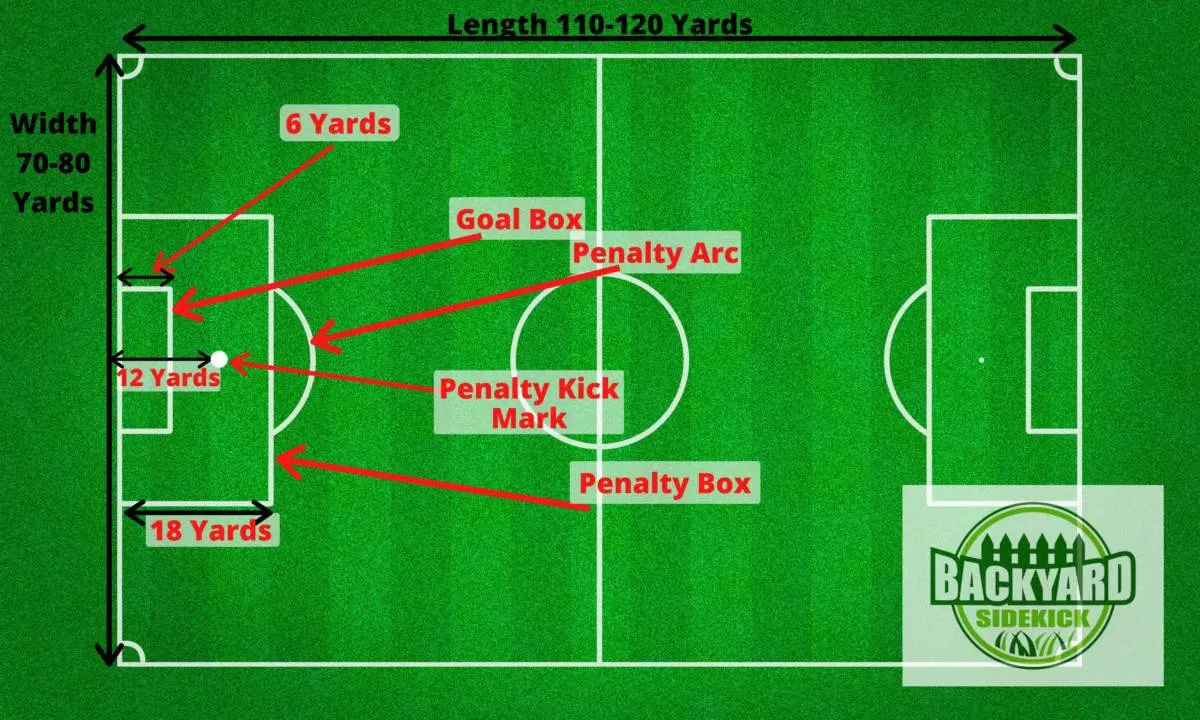 Length 110-120 Yards
Width
70-80
Yards
6 Yards
Goal Box
Penalty Arc
12 Yards
Penalty Kick
Mark
Penalty Box
18 Yards
BACKYARD
SIDEKICK